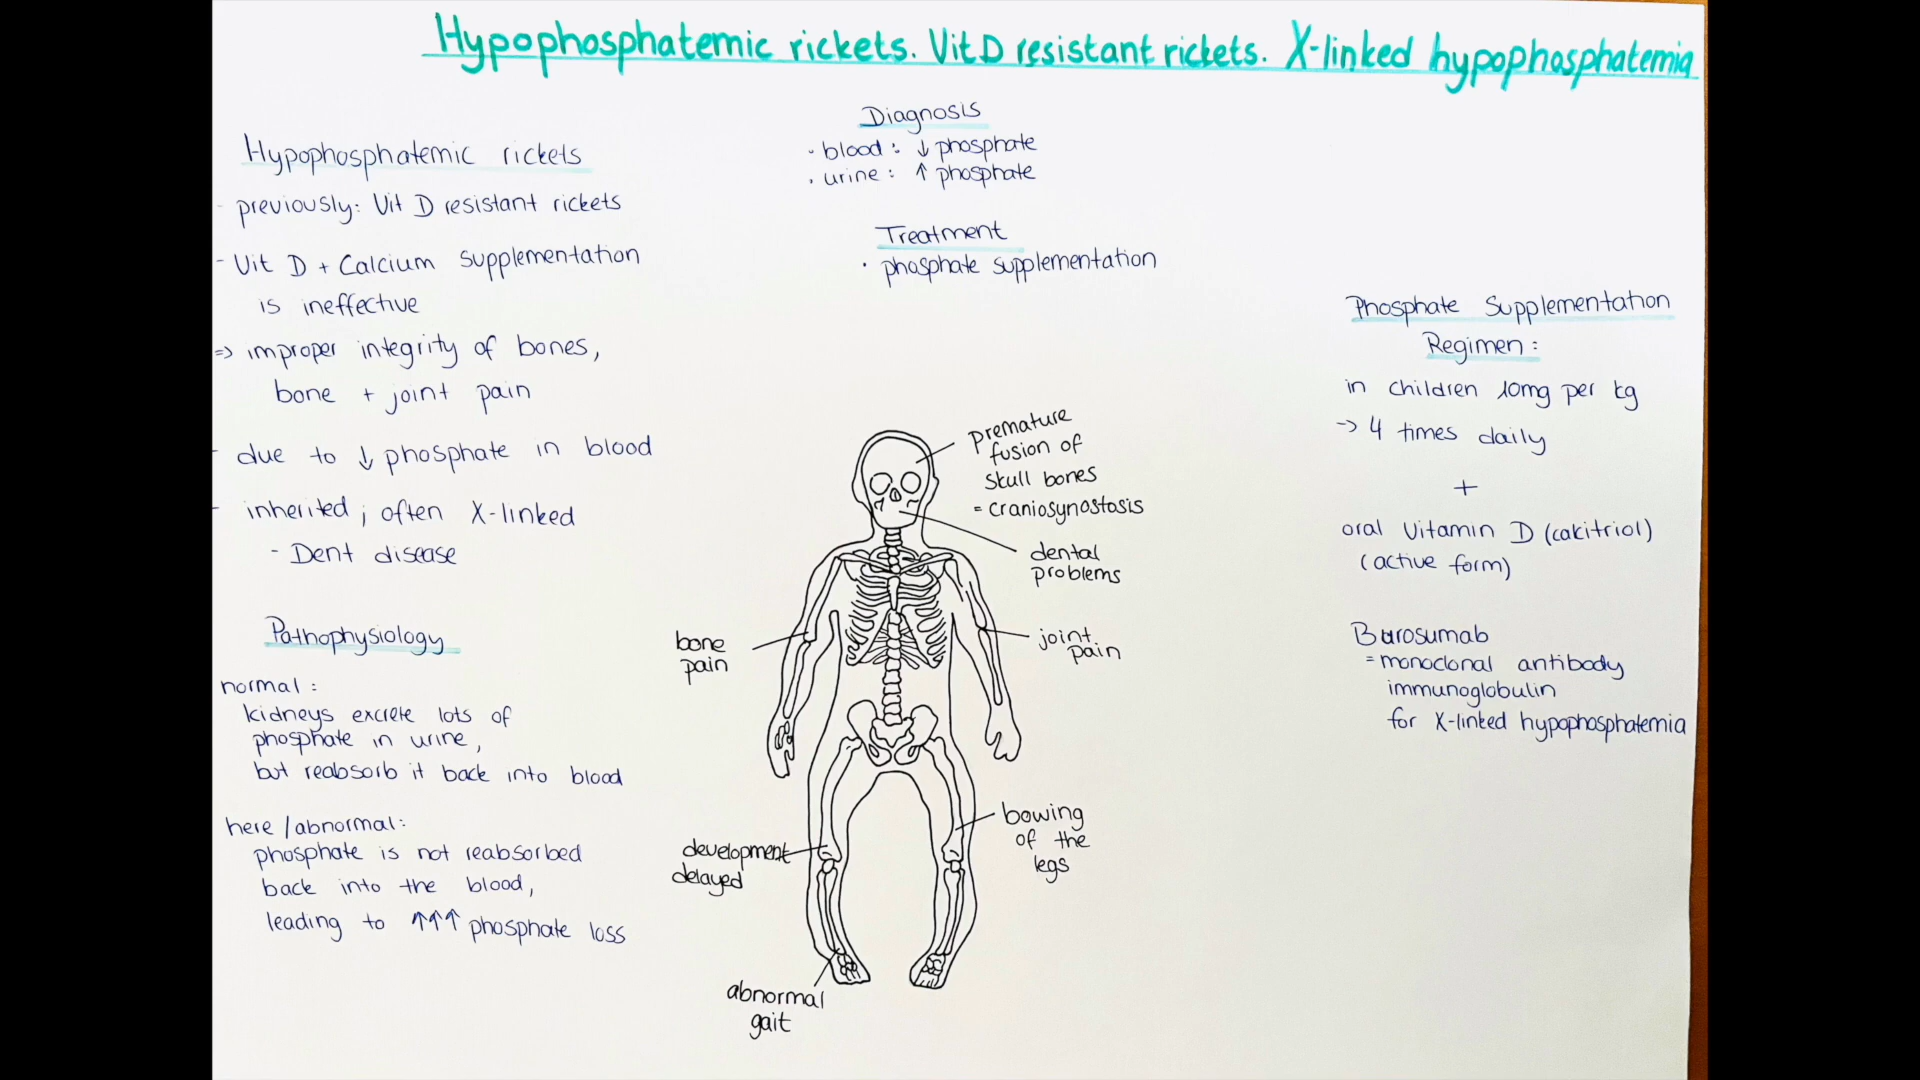 Hypophosphatemic rickets. Vit D resistant rickets. X-linked hypophosphatemia
Hypophosphatemic rickets
- previously: Vit D resistant rickets
- Vit D + Calcium supplementation
is ineffective
=> improper integrity of bones,
bone + joint pain
- due to ↓ phosphate in blood
- inherited; often X-linked
- Dent disease
Pathophysiology
normal:
kidneys excrete lots of
phosphate in urine,
but reabsorb it back into blood
here/abnormal:
phosphate is not reabsorbed
back into the blood,
leading to ↑↑↑ phosphate loss
Diagnosis
· blood: ↓ phosphate
· urine: ↑ phosphate
Treatment
· phosphate supplementation
premature
fusion of
skull bones
= craniosynostosis
dental
problems
bone
pain
joint
pain
development
delayed
bowing
of the
legs
abnormal
gait
Phosphate Supplementation
Regimen:
in children 10mg per kg
-> 4 times daily
+
oral Vitamin D (calcitriol)
(active form)
Burosumab
= monoclonal antibody
immunoglobulin
for X-linked hypophosphatemia